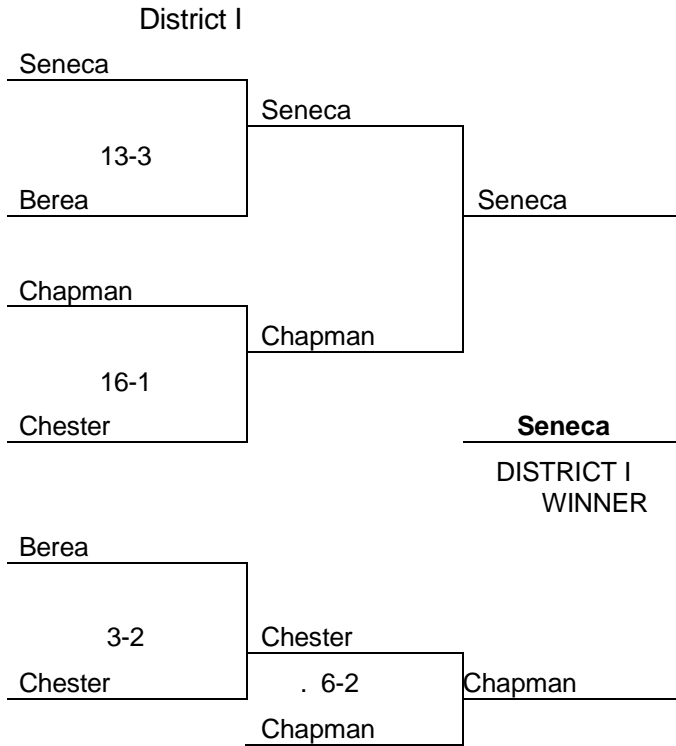 District I
Seneca
Seneca
13-3
Berea
Seneca
Chapman
Chapman
16-1
Chester
Seneca
DISTRICT I
WINNER
Berea
3-2
Chester
Chester
. 6-2
Chapman
Chapman